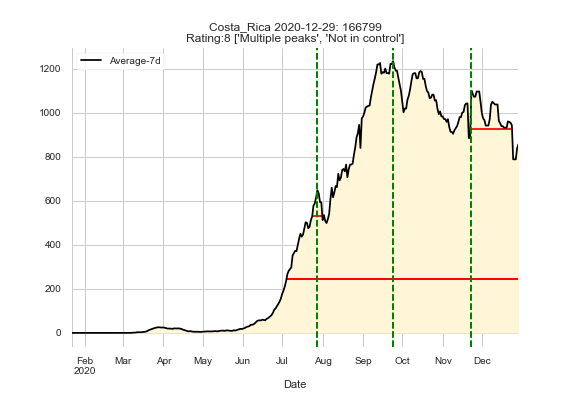 Costa_Rica 2020-12-29: 166799
Rating:8 ['Multiple peaks', 'Not in control']
Average-7d
1200
1000
800
600
400
200
0
Feb Mar Apr May Jun Jul Aug Sep Oct Nov Dec
2020
Date